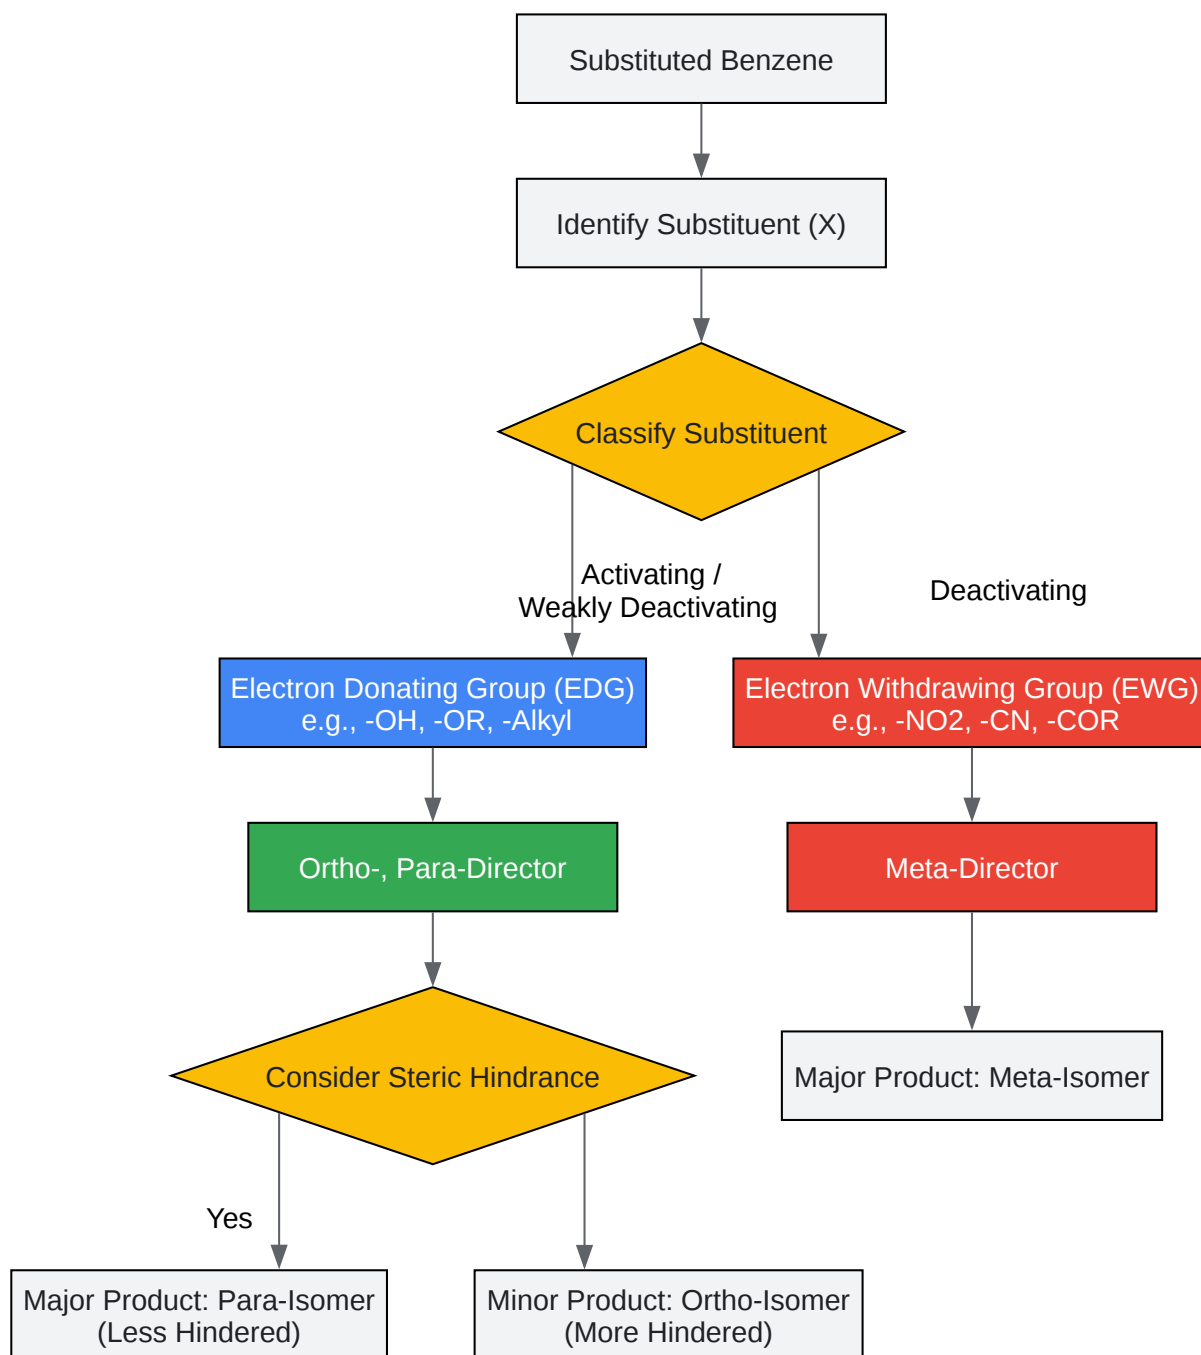 Substituted Benzene
Identify Substituent (X)
Classify Substituent
Activating /
Weakly Deactivating
Deactivating
Electron Donating Group (EDG)
e.g., -OH, -OR, -Alkyl
Electron Withdrawing Group (EWG)
e.g., -NO2, -CN, -COR
Ortho-, Para-Director
Meta-Director
Consider Steric Hindrance
Major Product: Meta-Isomer
Yes
Major Product: Para-Isomer
(Less Hindered)
Minor Product: Ortho-Isomer
(More Hindered)